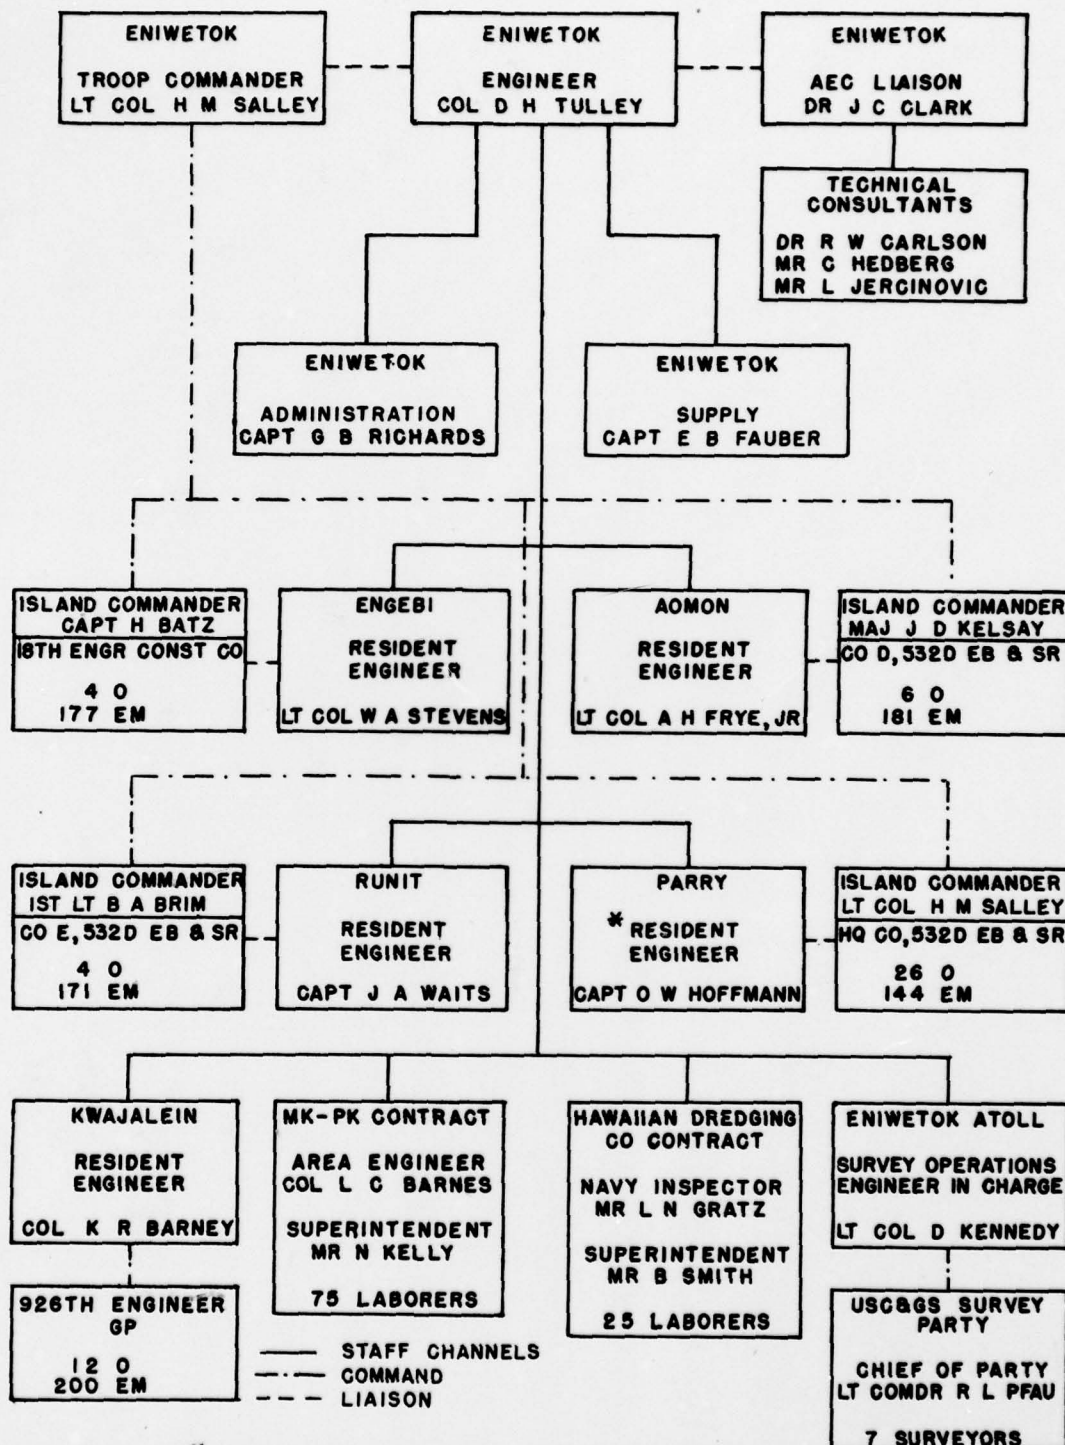 ENIWETOK
TROOP COMMANDER
LT COL H M SALLEY
ENIWETOK
ENGINEER
COL D H TULLEY
ENIWETOK
AEC LIAISON
DR J C CLARK
TECHNICAL
CONSULTANTS
DR R W CARLSON
MR C HEDBERG
MR L JERCINOVIC
ENIWETOK
ADMINISTRATION
CAPT G B RICHARDS
ENIWETOK
SUPPLY
CAPT E B FAUBER
ISLAND COMMANDER
CAPT H BATZ
18TH ENGR CONST CO
4 O
177 EM
ENGEBI
RESIDENT
ENGINEER
LT COL W A STEVENS
AOMON
RESIDENT
ENGINEER
LT COL A H FRYE, JR
ISLAND COMMANDER
MAJ J D KELSAY
CO D, 532D EB & SR
6 O
181 EM
ISLAND COMMANDER
1ST LT B A BRIM
CO E, 532D EB & SR
4 O
171 EM
RUNIT
RESIDENT
ENGINEER
CAPT J A WAITS
PARRY
* RESIDENT
ENGINEER
CAPT O W HOFFMANN
ISLAND COMMANDER
LT COL H M SALLEY
HQ CO, 532D EB & SR
26 O
144 EM
KWAJALEIN
RESIDENT
ENGINEER
COL K R BARNEY
926TH ENGINEER
GP
12 O
200 EM
MK-PK CONTRACT
AREA ENGINEER
COL L C BARNES
SUPERINTENDENT
MR N KELLY
75 LABORERS
HAWAIIAN DREDGING
CO CONTRACT
NAVY INSPECTOR
MR L N GRATZ
SUPERINTENDENT
MR B SMITH
25 LABORERS
ENIWETOK ATOLL
SURVEY OPERATIONS
ENGINEER IN CHARGE
LT COL D KENNEDY
USC&GS SURVEY
PARTY
CHIEF OF PARTY
LT COMDR R L PFAU
7 SURVEYORS
STAFF CHANNELS
COMMAND
LIAISON